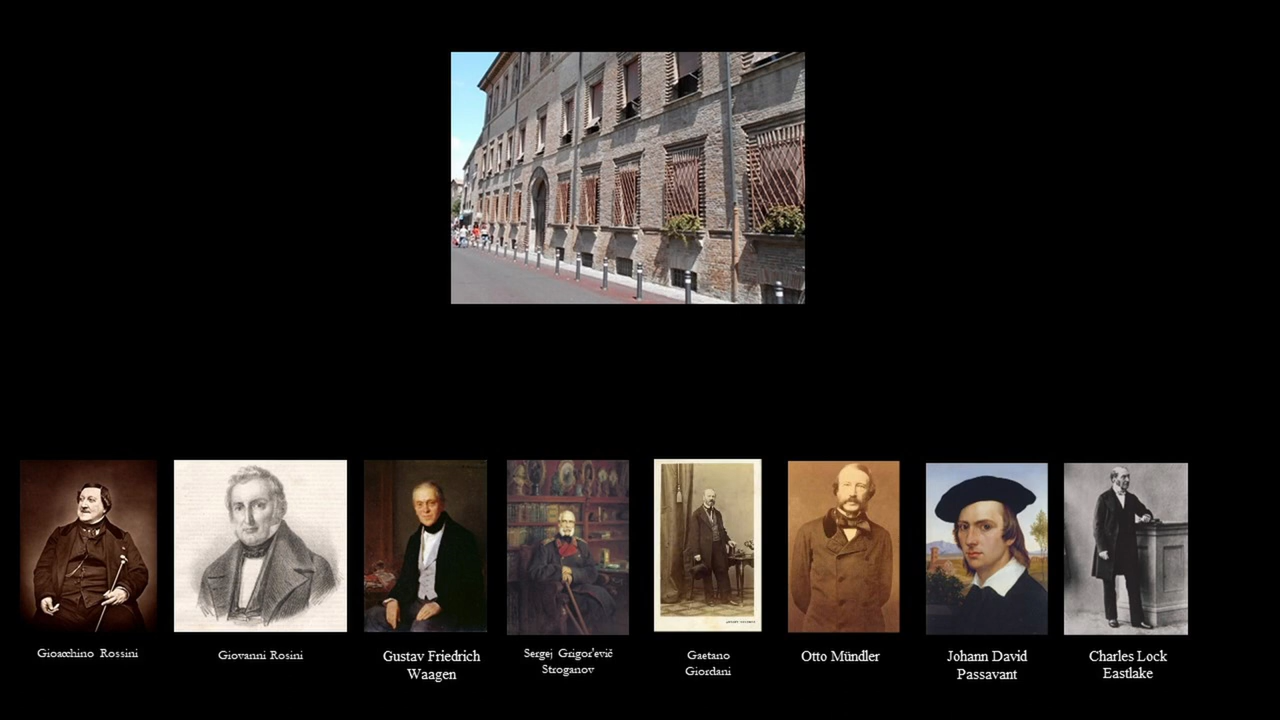 Gioacchino Rossini
Giovanni Rosini
Gustav Friedrich
Waagen
Sergej Grigor'evič
Stroganov
Gaetano
Giordani
Otto Mündler
Johann David
Passavant
Charles Lock
Eastlake